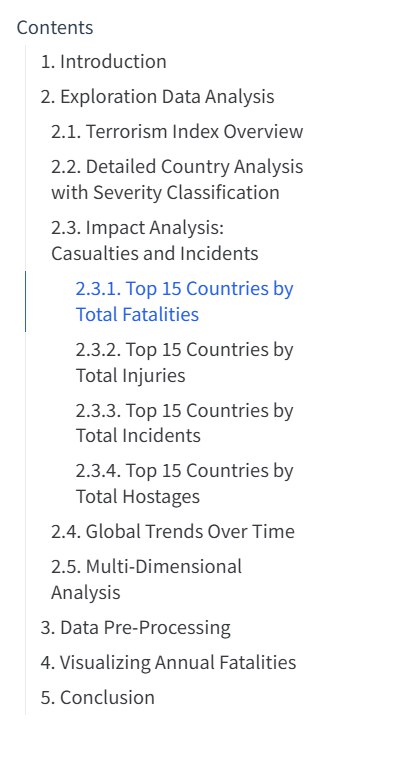 Contents
1. Introduction
2. Exploration Data Analysis
2.1. Terrorism Index Overview
2.2. Detailed Country Analysis
with Severity Classification
2.3. Impact Analysis:
Casualties and Incidents
2.3.1. Top 15 Countries by
Total Fatalities
2.3.2. Top 15 Countries by
Total Injuries
2.3.3. Top 15 Countries by
Total Incidents
2.3.4. Top 15 Countries by
Total Hostages
2.4. Global Trends Over Time
2.5. Multi-Dimensional
Analysis
3. Data Pre-Processing
4. Visualizing Annual Fatalities
5. Conclusion